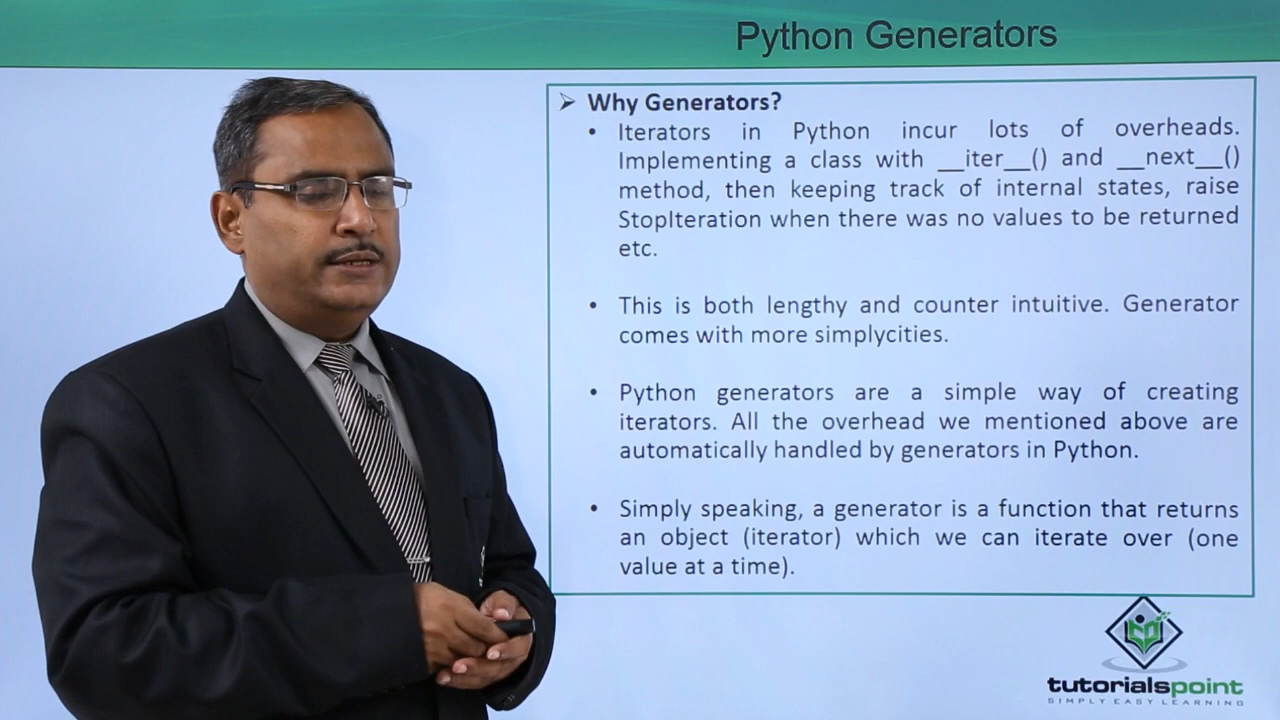 Python Generators
➢ Why Generators?
• Iterators in Python incur lots of overheads.
Implementing a class with __iter__() and __next__()
method, then keeping track of internal states, raise
StopIteration when there was no values to be returned
etc.
• This is both lengthy and counter intuitive. Generator
comes with more simplycities.
• Python generators are a simple way of creating
iterators. All the overhead we mentioned above are
automatically handled by generators in Python.
• Simply speaking, a generator is a function that returns
an object (iterator) which we can iterate over (one
value at a time).
tutorialspoint
SIMPLY EASY LEARNING